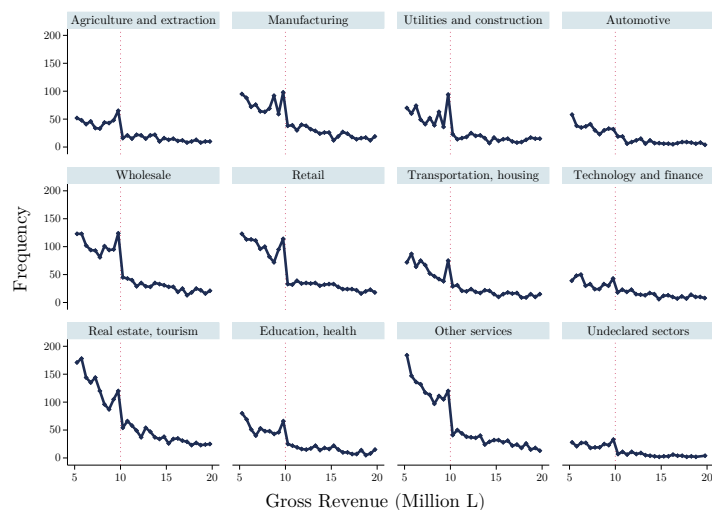 Agriculture and extraction Manufacturing Utilities and construction Automotive
200
150
100
50
0
Wholesale Retail Transportation, housing Technology and finance
200
150
100
50
0
Frequency
Real estate, tourism Education, health Other services Undeclared sectors
200
150
100
50
0
5 10 15 20 5 10 15 20 5 10 15 20 5 10 15 20
Gross Revenue (Million L)